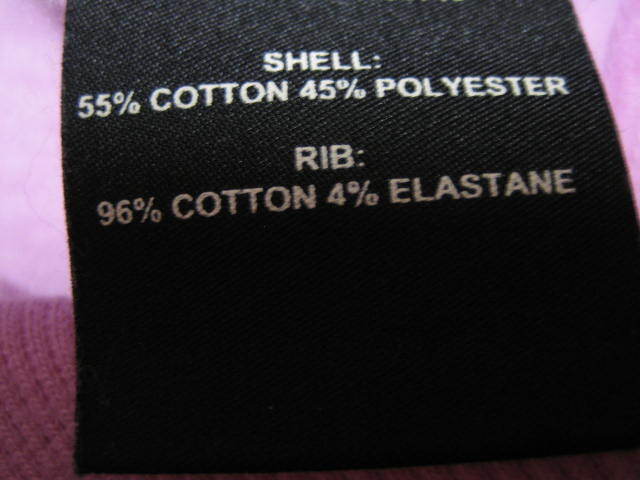 SHELL:
55% COTTON 45% POLYESTER
RIB:
96% COTTON 4% ELASTANE